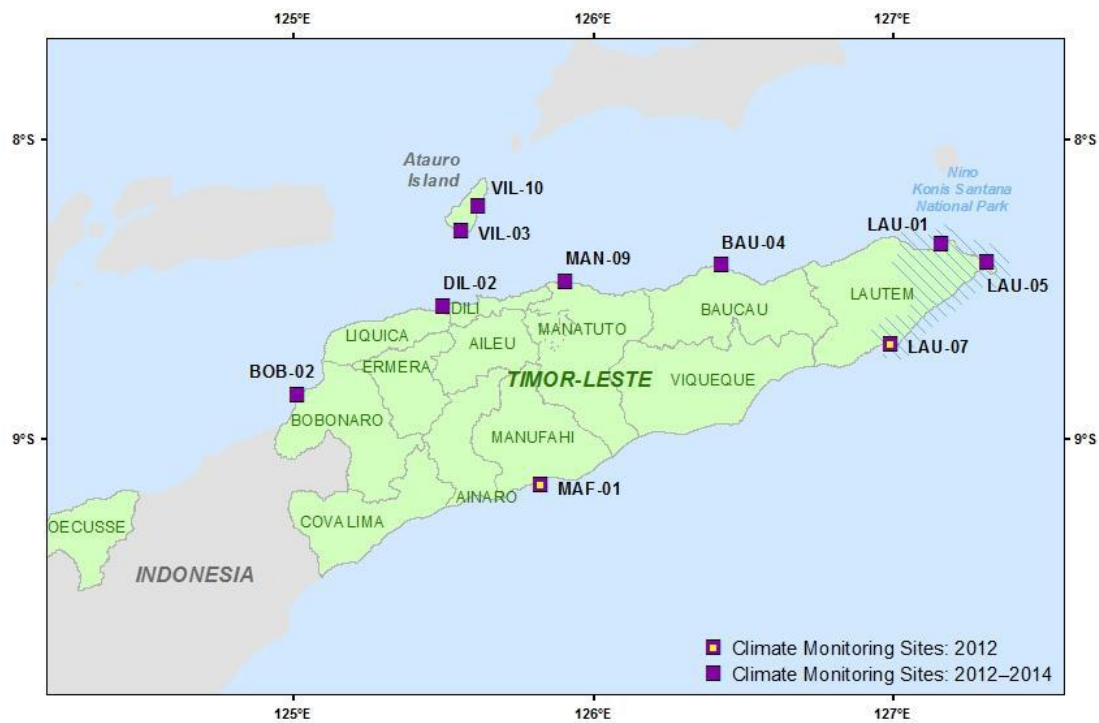 125°E
126°E
127°E
8°S
8°S
Atauro
Island
VIL-10
VIL-03
Nino
Konis Santana
National Park
LAU-01
LAU-05
BAU-04
MAN-09
DIL-02
DILI
LAUTEM
BAUCAU
MANATUTO
LIQUICA
AILEU
LAU-07
ERMERA
BOB-02
TIMOR-LESTE
VIQUEQUE
BOBONARO
9°S
9°S
MANUFAHI
MAF-01
AINARO
COVA LIMA
OECUSSE
INDONESIA
Climate Monitoring Sites: 2012
Climate Monitoring Sites: 2012–2014
125°E
126°E
127°E